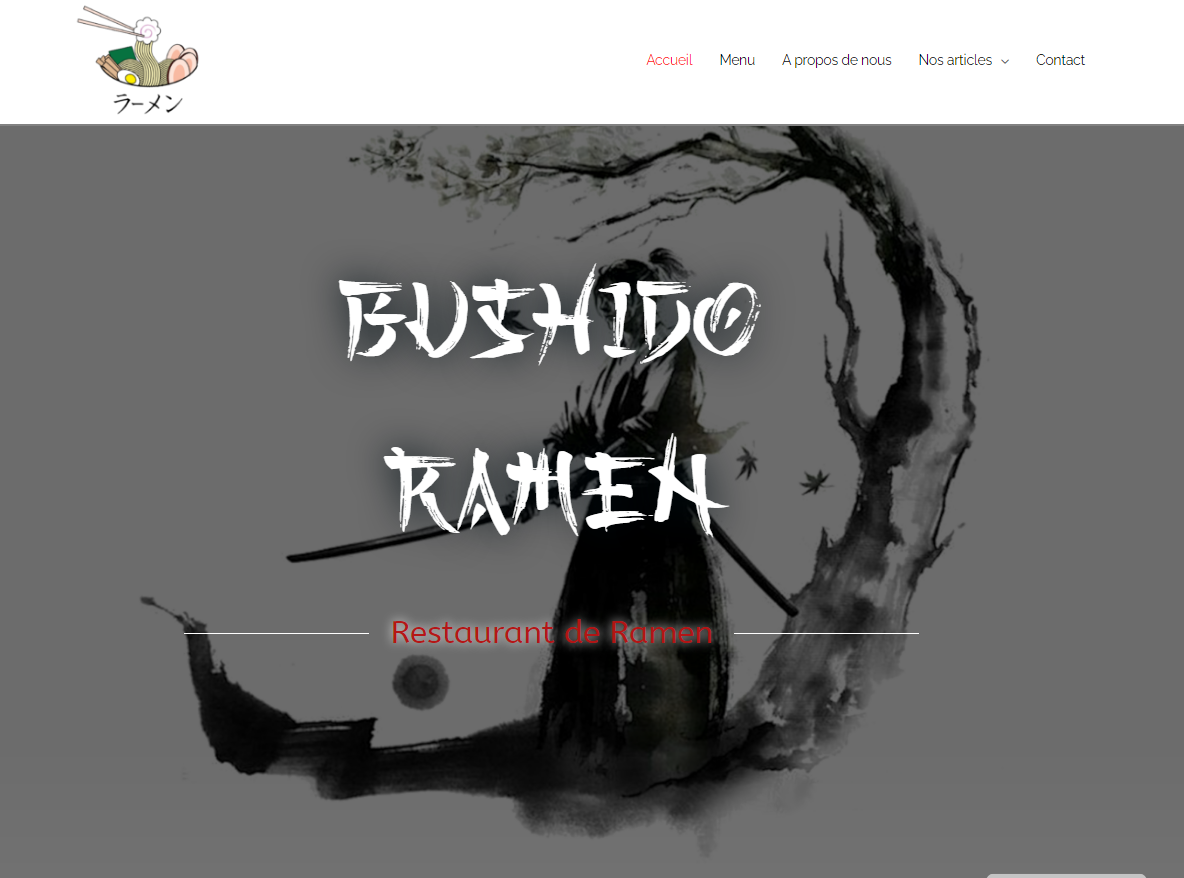 ラーメン
Accueil Menu A propos de nous Nos articles Contact
BUSHIDO
RAMEN
Restaurant de Ramen